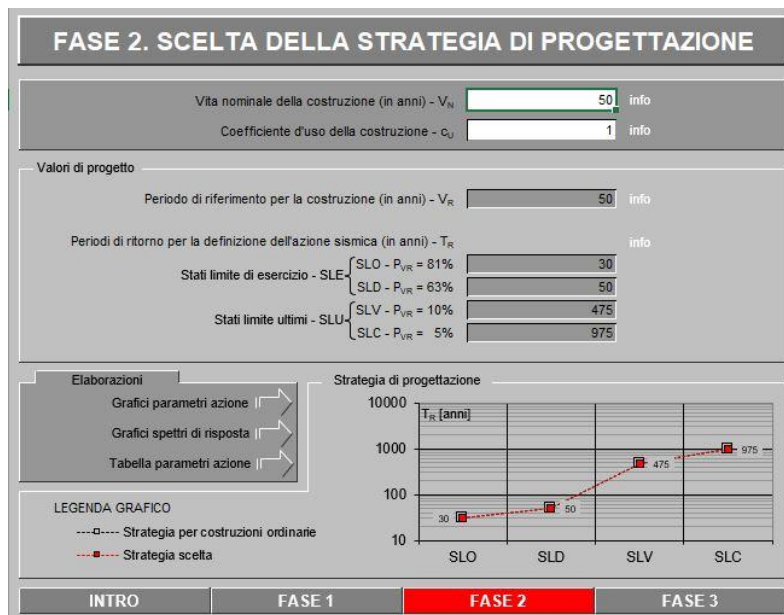 FASE 2. SCELTA DELLA STRATEGIA DI PROGETTAZIONE
Vita nominale della costruzione (in anni) - VN 50 info
Coefficiente d'uso della costruzione - cU 1 info
Valori di progetto
Periodo di riferimento per la costruzione (in anni) - VR 50 info
Periodi di ritorno per la definizione dell'azione sismica (in anni) - TR info
Stati limite di esercizio - SLE
SLO - PVR = 81% 30
SLD - PVR = 63% 50
Stati limite ultimi - SLU
SLV - PVR = 10% 475
SLC - PVR = 5% 975
Elaborazioni
Grafici parametri azione
Grafici spettri di risposta
Tabella parametri azione
LEGENDA GRAFICO
Strategia per costruzioni ordinarie
Strategia scelta
Strategia di progettazione
TR [anni]
10000
1000
100
10
30
50
475
975
SLO SLD SLV SLC
INTRO FASE 1 FASE 2 FASE 3